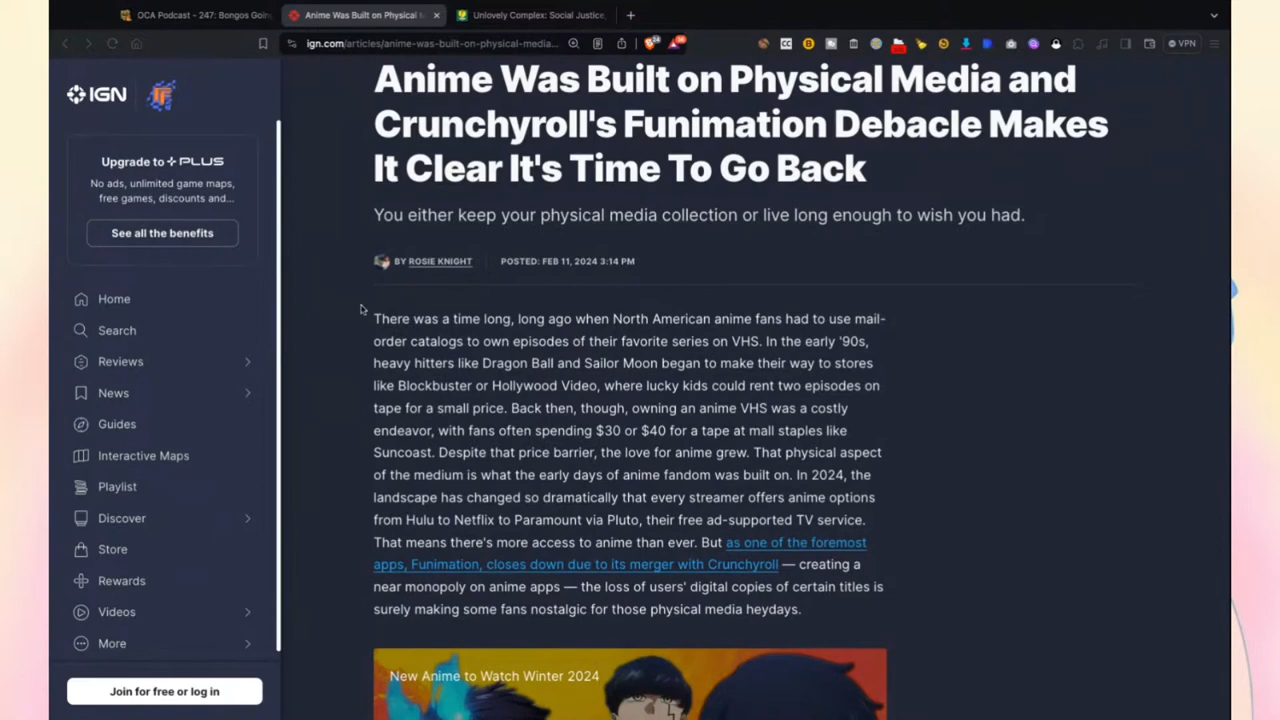 OCA Podcast - 247: Bongos Going
Anime Was Built on Physical M
Unlovely Complex: Social Justice,
ign.com/articles/anime-was-built-on-physical-media...
VPN
IGN
Upgrade to PLUS
No ads, unlimited game maps,
free games, discounts and...
See all the benefits
Home
Search
Reviews
News
Guides
Interactive Maps
Playlist
Discover
Store
Rewards
Videos
More
Join for free or log in
Anime Was Built on Physical Media and
Crunchyroll's Funimation Debacle Makes
It Clear It's Time To Go Back
You either keep your physical media collection or live long enough to wish you had.
BY ROSIE KNIGHT
POSTED: FEB 11, 2024 3:14 PM
There was a time long, long ago when North American anime fans had to use mail-
order catalogs to own episodes of their favorite series on VHS. In the early '90s,
heavy hitters like Dragon Ball and Sailor Moon began to make their way to stores
like Blockbuster or Hollywood Video, where lucky kids could rent two episodes on
tape for a small price. Back then, though, owning an anime VHS was a costly
endeavor, with fans often spending $30 or $40 for a tape at mall staples like
Suncoast. Despite that price barrier, the love for anime grew. That physical aspect
of the medium is what the early days of anime fandom was built on. In 2024, the
landscape has changed so dramatically that every streamer offers anime options
from Hulu to Netflix to Paramount via Pluto, their free ad-supported TV service.
That means there's more access to anime than ever. But as one of the foremost
apps, Funimation, closes down due to its merger with Crunchyroll — creating a
near monopoly on anime apps — the loss of users' digital copies of certain titles is
surely making some fans nostalgic for those physical media heydays.
New Anime to Watch Winter 2024